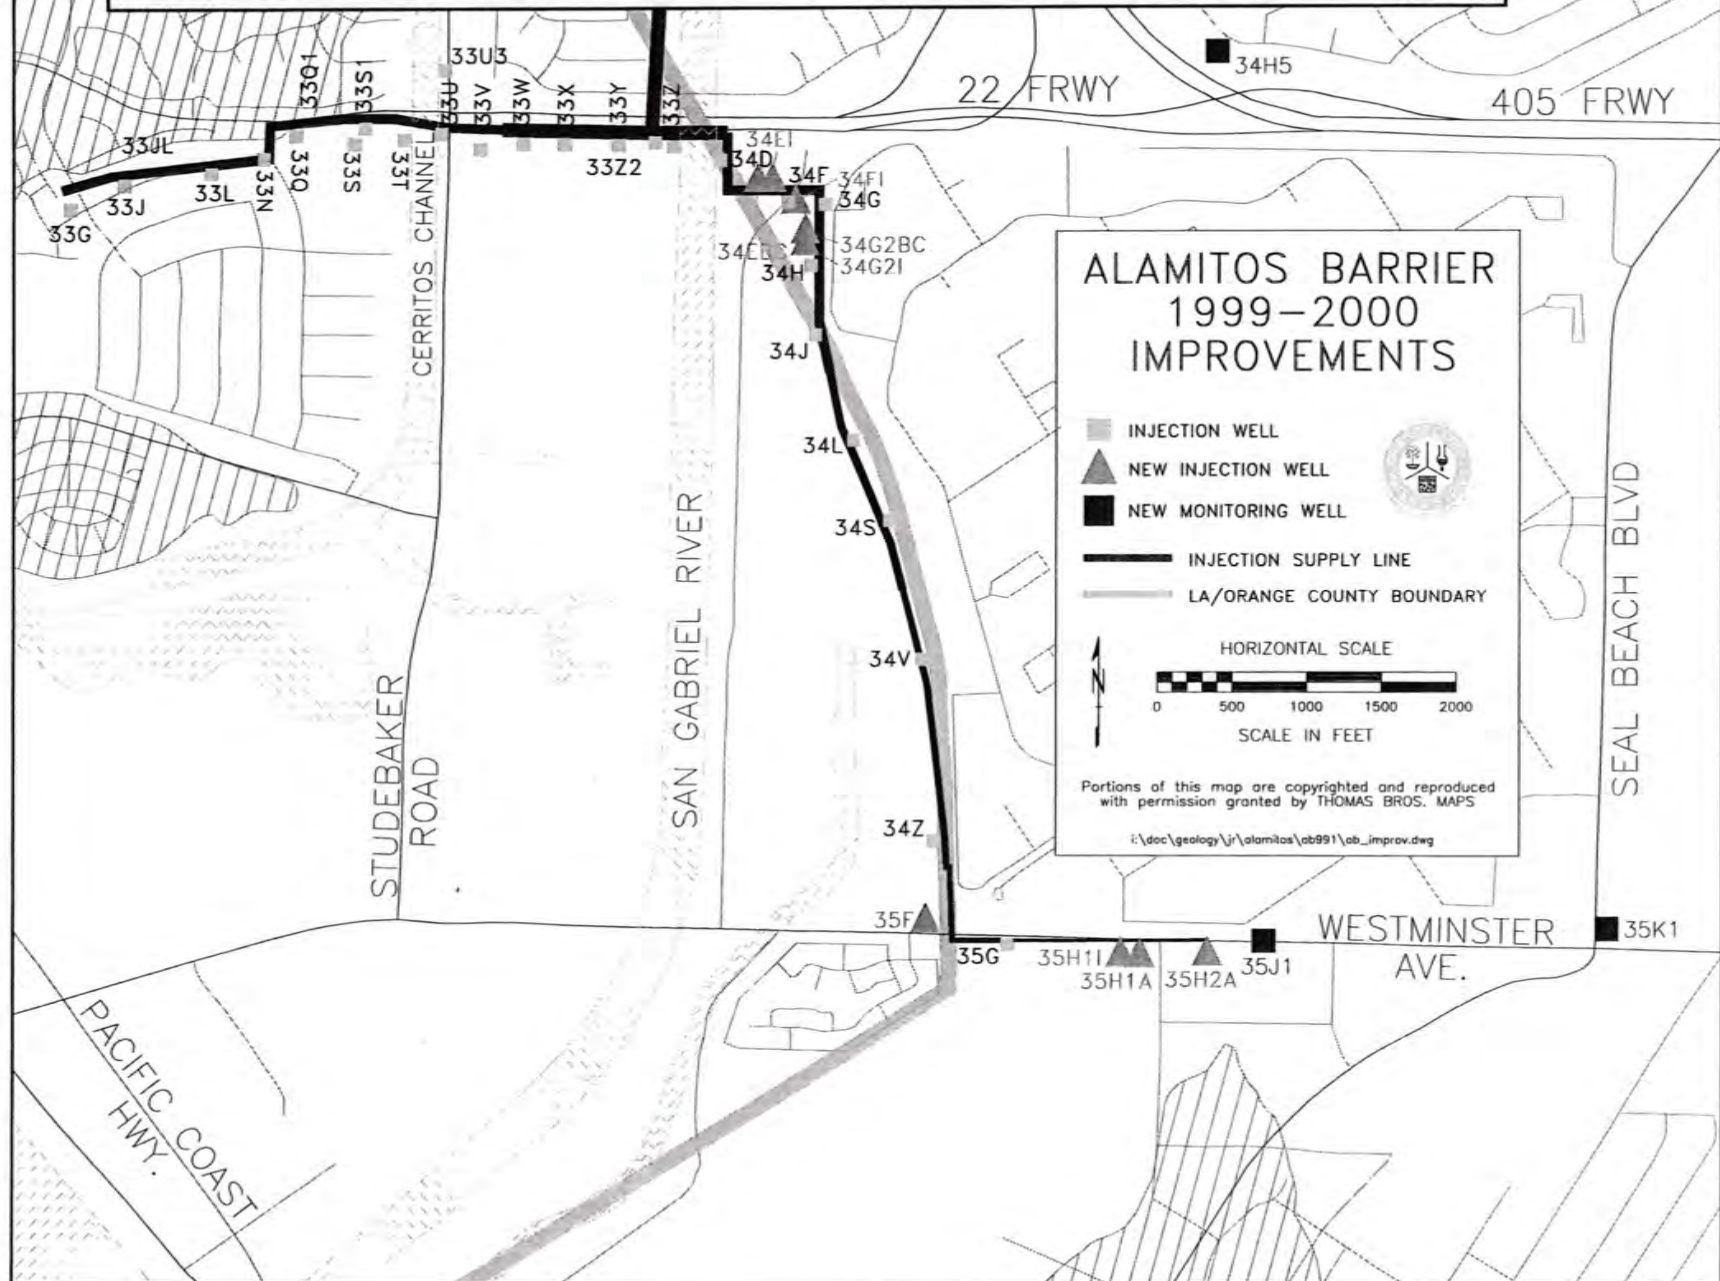 33U3
34H5
22 FRWY
405 FRWY
33Q1
33S1
33U
33V
33W
33X
33Y
33Z
33JL
33J
33L
33N
33Q
33S
33T
33G
33Z2
34EI
34D
34F
34FI
34G
34G2BC
34G2I
34H
34J
34L
34S
34V
34Z
CERRITOS CHANNEL
SAN GABRIEL RIVER
STUDEBAKER
ROAD
SEAL BEACH BLVD
ALAMITOS BARRIER
1999-2000
IMPROVEMENTS
INJECTION WELL
NEW INJECTION WELL
NEW MONITORING WELL
INJECTION SUPPLY LINE
LA/ORANGE COUNTY BOUNDARY
N
HORIZONTAL SCALE
0 500 1000 1500 2000
SCALE IN FEET
Portions of this map are copyrighted and reproduced
with permission granted by THOMAS BROS. MAPS
i:\doc\geology\jr\alamitos\ab991\ab_improv.dwg
35F
35G
35H1I
35H1A
35H2A
35J1
35K1
WESTMINSTER
AVE.
PACIFIC COAST
HWY.